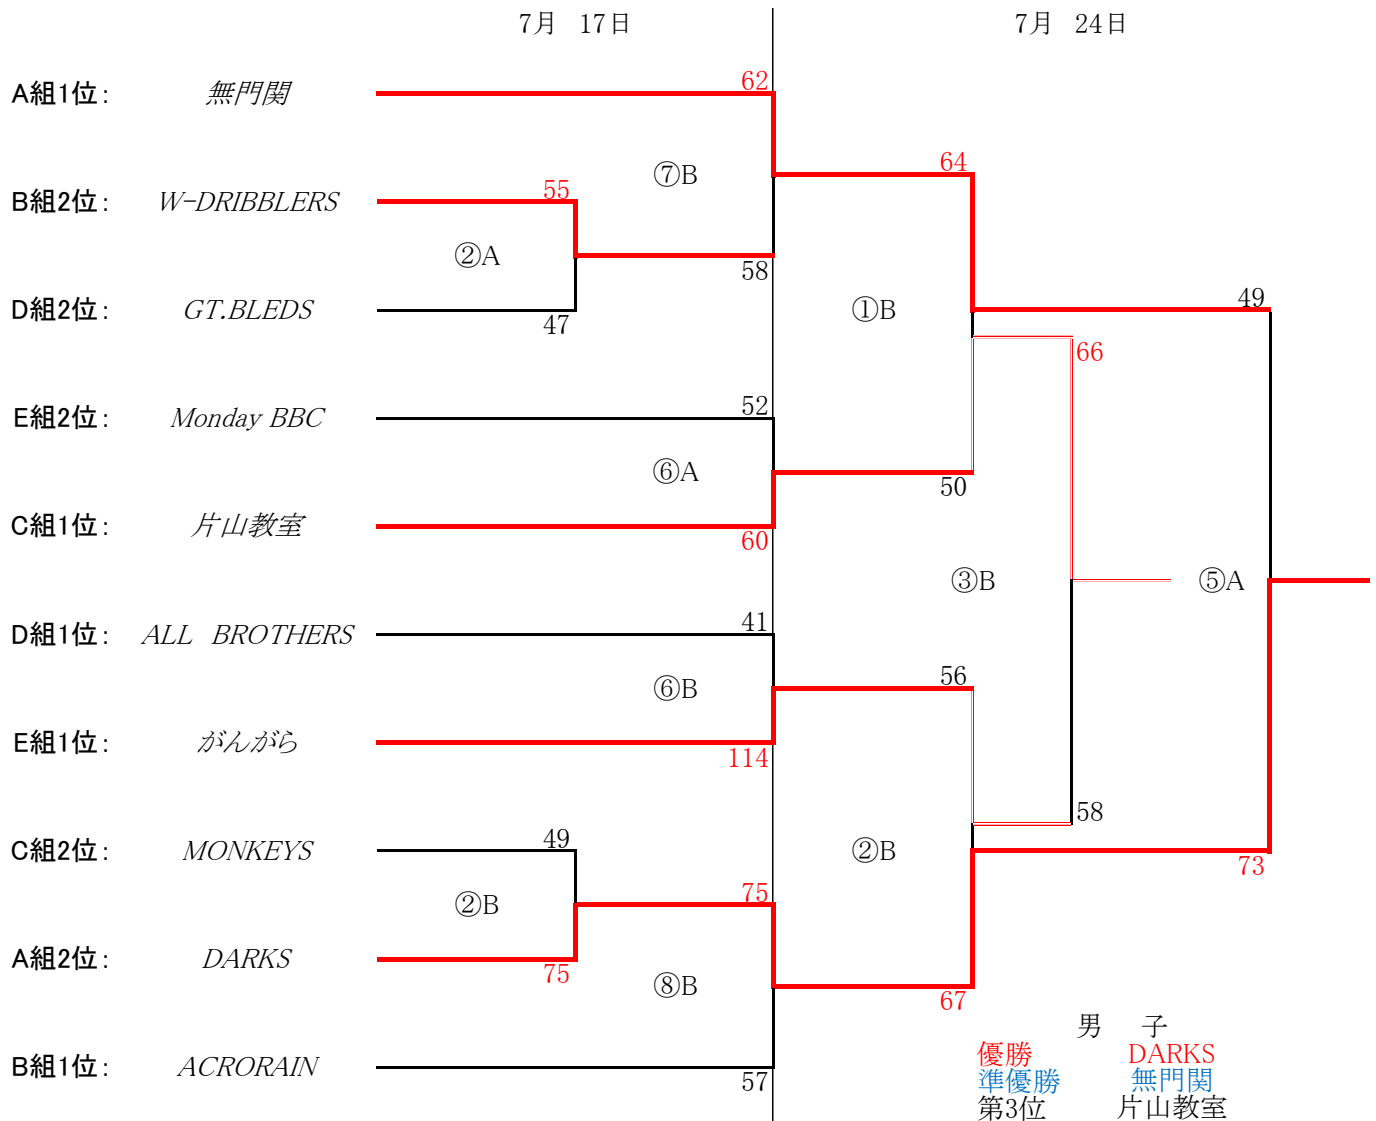 7月　17日
7月　24日
A組1位：　無門関
62
⑦B
64
B組2位：　W-DRIBBLERS
55
②A
58
D組2位：　GT.BLEDS
47
①B
49
66
E組2位：　Monday BBC
52
⑥A
50
C組1位：　片山教室
60
③B
⑤A
D組1位：　ALL　BROTHERS
41
⑥B
56
E組1位：　がんがら
114
58
C組2位：　MONKEYS
49
②B
②B
73
75
A組2位：　DARKS
75
⑧B
67
B組1位：　ACRORAIN
57
男　子
優勝　DARKS
準優勝　無門関
第3位　片山教室